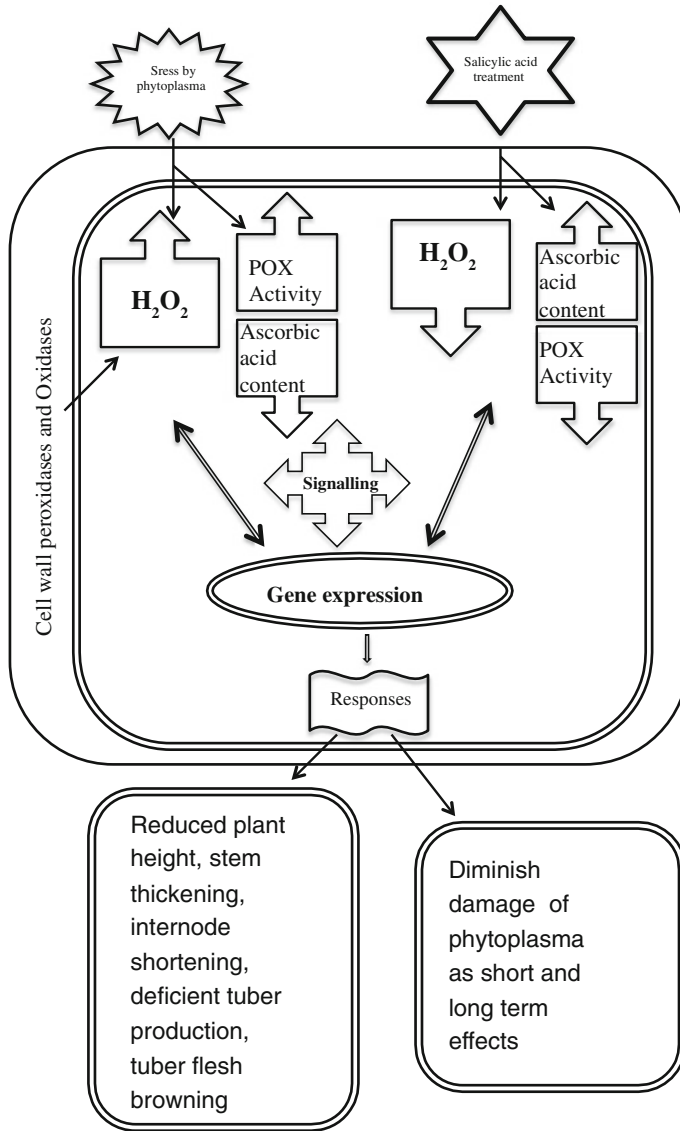 Sress by
phytoplasma
Salicylic acid
treatment
H₂O₂
POX
Activity
Ascorbic
acid
content
H₂O₂
Ascorbic
acid
content
POX
Activity
Cell wall peroxidases and Oxidases
Signalling
Gene expression
Responses
Reduced plant
height, stem
thickening,
internode
shortening,
deficient tuber
production,
tuber flesh
browning
Diminish
damage of
phytoplasma
as short and
long term
effects